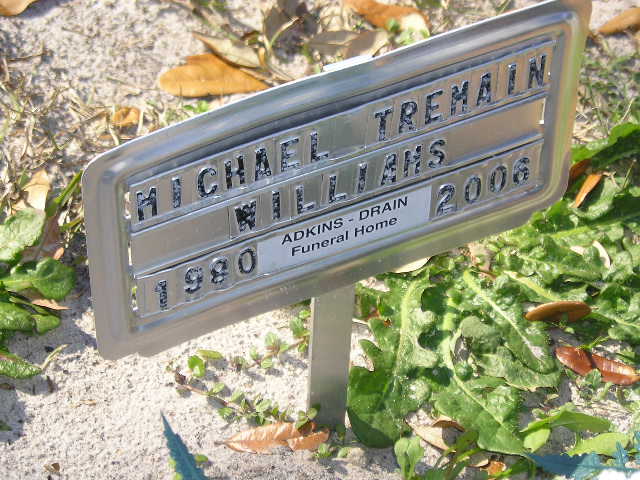 MICHAEL TREMAIN
WILLIAMS
1980 ADKINS - DRAIN 2006
Funeral Home